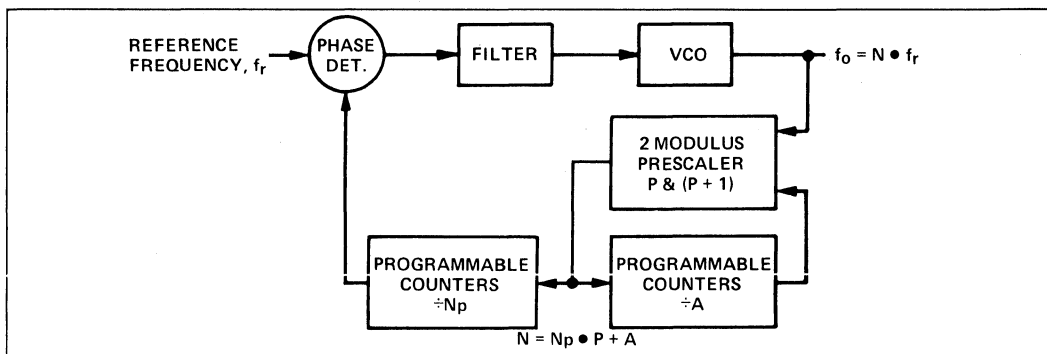 REFERENCE
FREQUENCY, fr
PHASE
DET.
FILTER
VCO
fo = N • fr
2 MODULUS
PRESCALER
P & (P + 1)
PROGRAMMABLE
COUNTERS
÷Np
PROGRAMMABLE
COUNTERS
÷A
N = Np • P + A